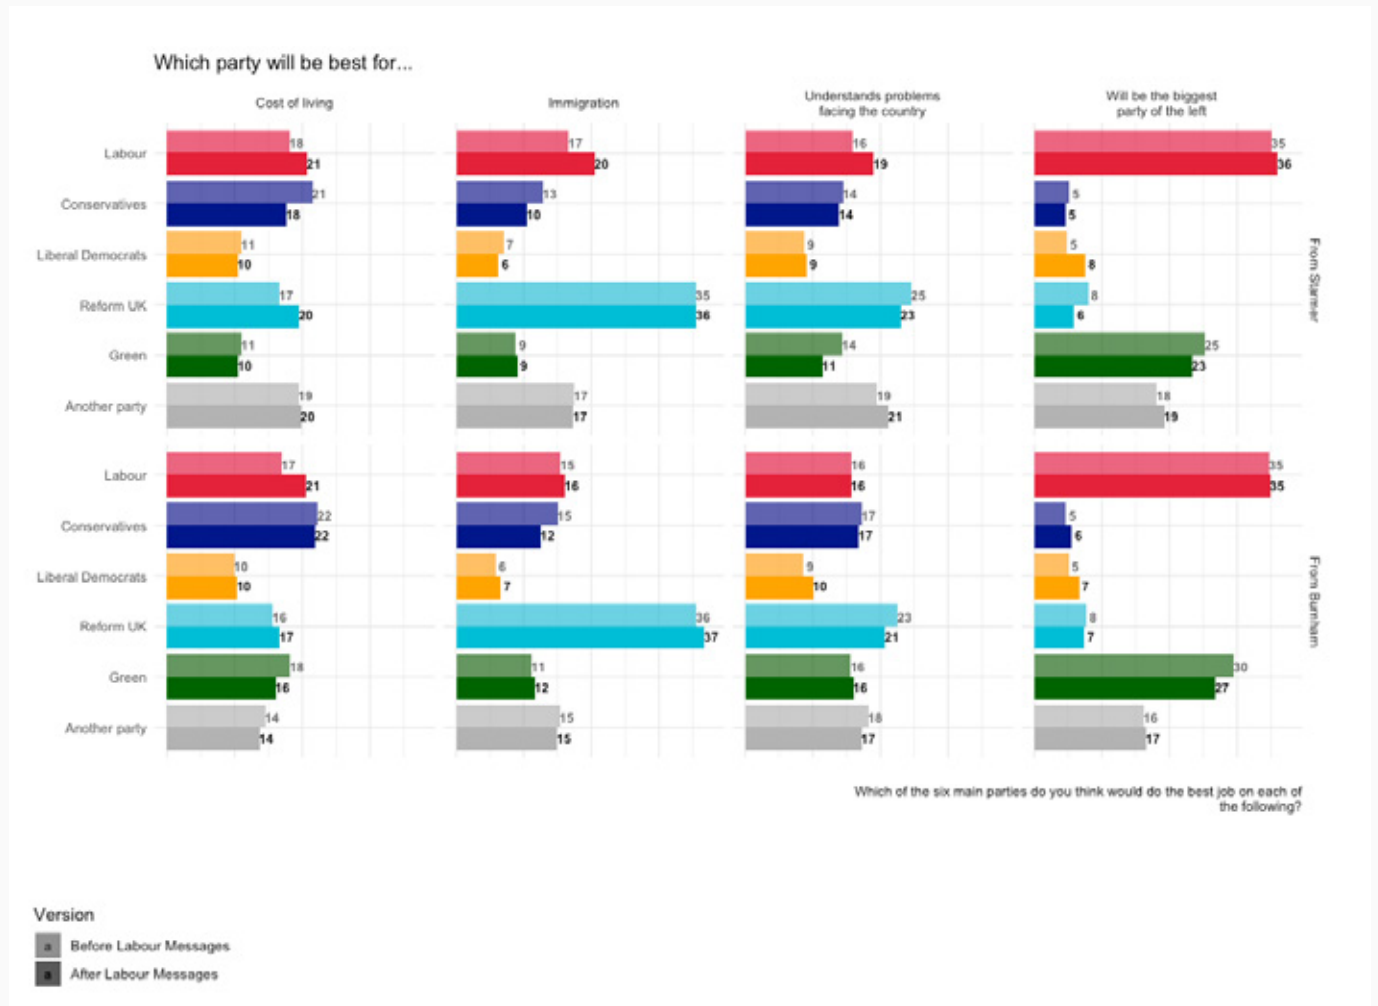 Which party will be best for...
Cost of living
Immigration
Understands problems
facing the country
Will be the biggest
party of the left
Labour 18 17 16 35
21 20 19 36
Conservatives 21 13 14 5
18 10 14 5
Liberal Democrats 11 7 9 5
10 6 9 8
Reform UK 17 35 25 8
20 36 23 6
Green 11 9 14 25
10 9 11 23
Another party 19 17 19 18
20 17 21 19
From Starmer
Labour 17 15 16 35
21 16 16 35
Conservatives 22 15 17 5
22 12 17 6
Liberal Democrats 10 6 9 5
10 7 10 7
Reform UK 16 36 23 8
17 37 21 7
Green 18 11 16 30
16 12 16 27
Another party 14 15 18 16
14 15 17 17
From Burnham
Which of the six main parties do you think would do the best job on each of
the following?
Version
a Before Labour Messages
a After Labour Messages